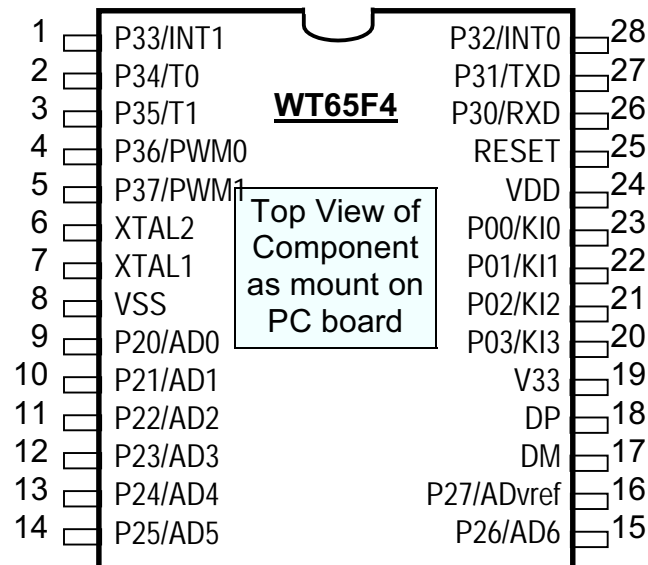 1 P33/INT1 P32/INT0 28
2 P34/T0 P31/TXD 27
WT65F4
3 P35/T1 P30/RXD 26
4 P36/PWM0 RESET 25
5 P37/PWM1 VDD 24
Top View of
Component
as mount on
PC board
6 XTAL2 P00/KI0 23
7 XTAL1 P01/KI1 22
8 VSS P02/KI2 21
9 P20/AD0 P03/KI3 20
10 P21/AD1 V33 19
11 P22/AD2 DP 18
12 P23/AD3 DM 17
13 P24/AD4 P27/ADvref 16
14 P25/AD5 P26/AD6 15